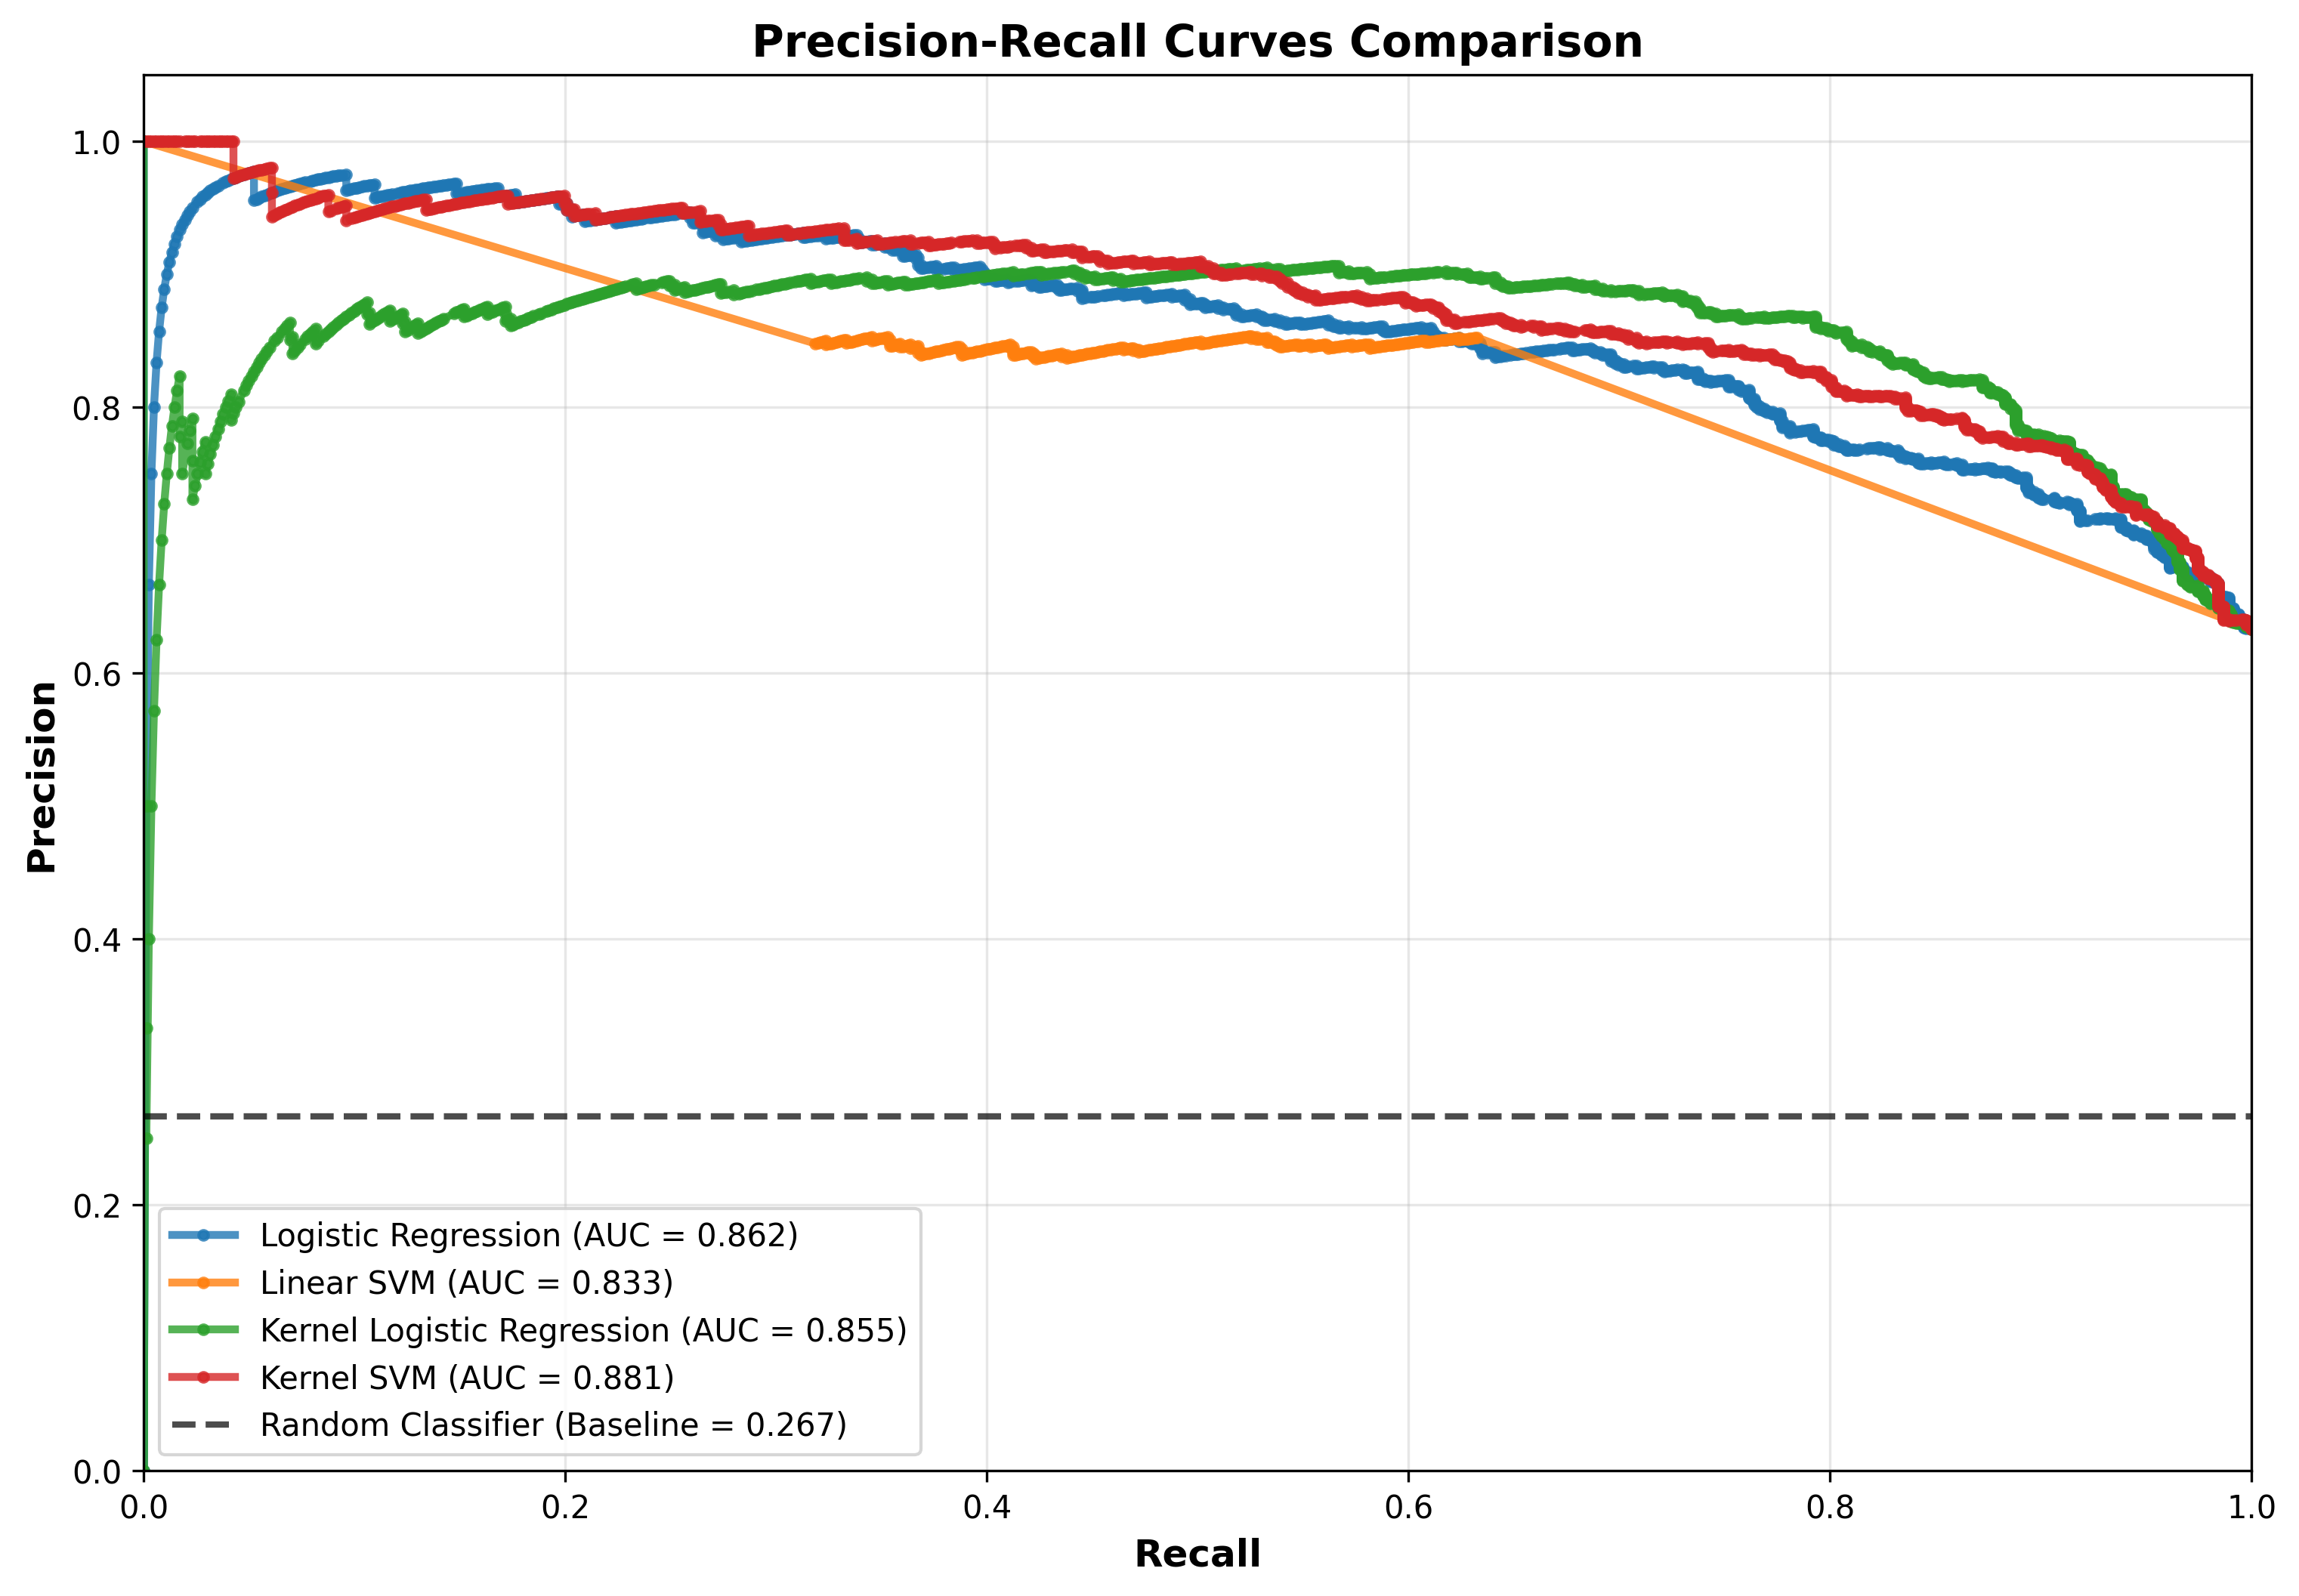 Precision-Recall Curves Comparison
Precision
1.0
0.8
0.6
0.4
0.2
0.0
Logistic Regression (AUC = 0.862)
Linear SVM (AUC = 0.833)
Kernel Logistic Regression (AUC = 0.855)
Kernel SVM (AUC = 0.881)
Random Classifier (Baseline = 0.267)
0.0 0.2 0.4 0.6 0.8 1.0
Recall